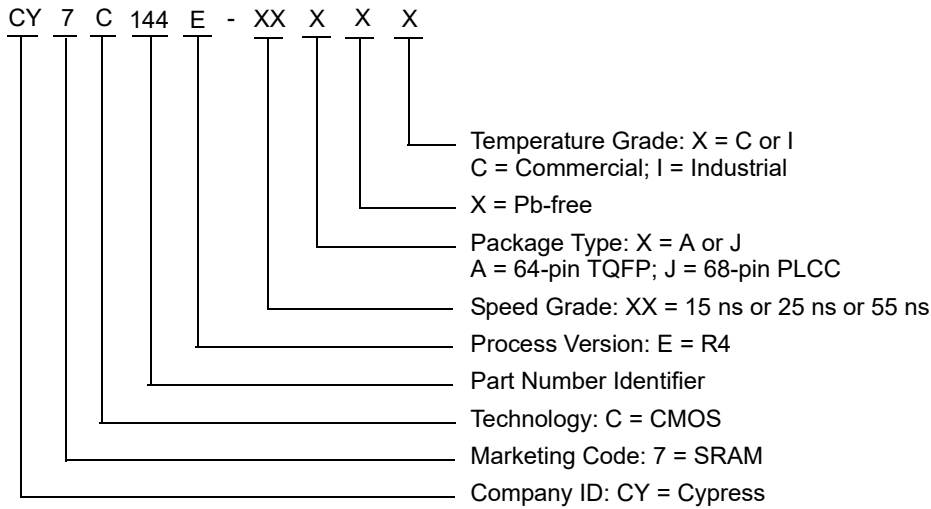 CY 7 C 144 E - XX X X X
Temperature Grade: X = C or I
C = Commercial; I = Industrial
X = Pb-free
Package Type: X = A or J
A = 64-pin TQFP; J = 68-pin PLCC
Speed Grade: XX = 15 ns or 25 ns or 55 ns
Process Version: E = R4
Part Number Identifier
Technology: C = CMOS
Marketing Code: 7 = SRAM
Company ID: CY = Cypress